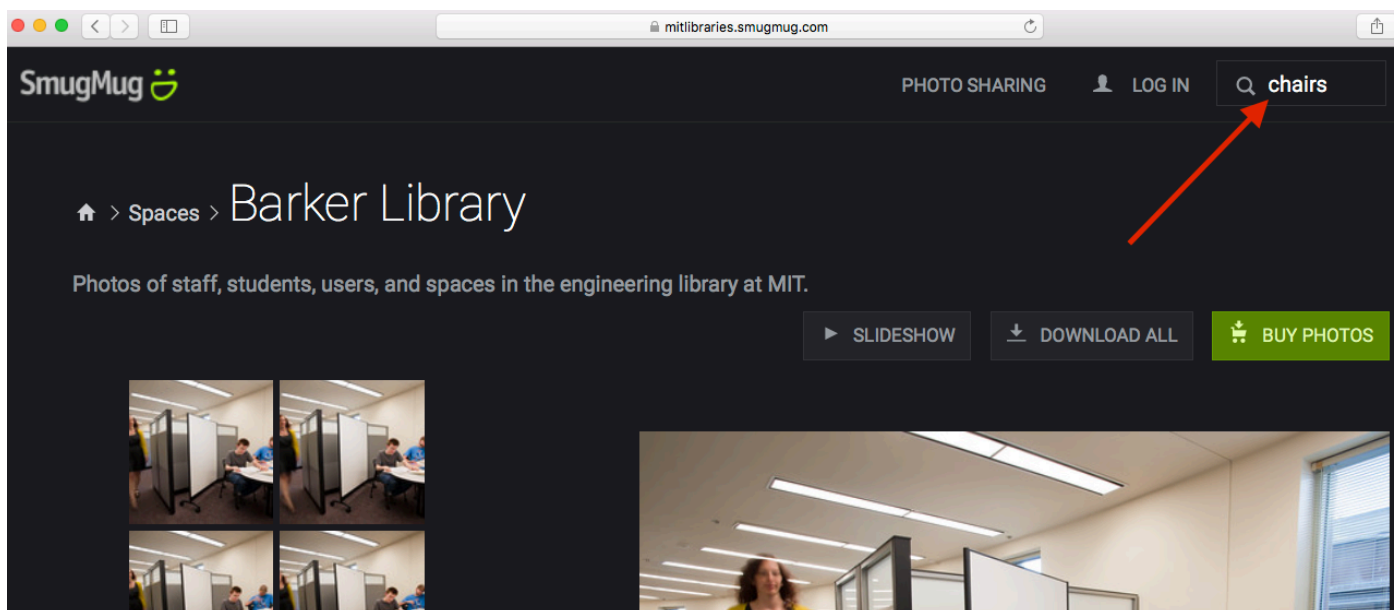 mitlibraries.smugmug.com
SmugMug
PHOTO SHARING
LOG IN
chairs
> Spaces > Barker Library
Photos of staff, students, users, and spaces in the engineering library at MIT.
SLIDESHOW
DOWNLOAD ALL
BUY PHOTOS